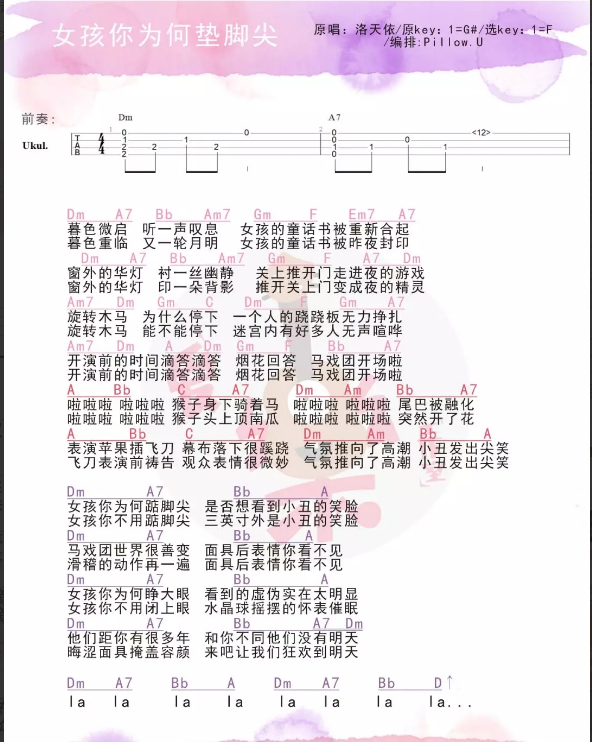 女孩你为何垫脚尖
原唱：洛天依/原key：1=G#/选key：1=F
/编排:Pillow.U
前奏：
Dm A7
Ukul.
T A B 4 4
1
0 1 2 2 2 1 2 0
2
0 0 1 0 1 0 1 <12>
Dm A7 Bb Am7 Gm F Em7 A7
暮色微启 听一声叹息 女孩的童话书被重新合起
暮色重临 又一轮月明 女孩的童话书被昨夜封印
Dm A7 Bb Am7 Gm F A7 Dm
窗外的华灯 衬一丝幽静 关上推开门走进夜的游戏
窗外的华灯 印一朵背影 推开关上门变成夜的精灵
Am7 Dm Gm C Dm F Gm A7
旋转木马 为什么停下 一个人的跷跷板无力挣扎
旋转木马 能不能停下 迷宫内有好多人无声喧哗
Am7 Dm A Dm Gm F Bb A7
开演前的时间滴答滴答 烟花回答 马戏团开场啦
开演前的时间滴答滴答 烟花回答 马戏团开场啦
A Bb C A7 Dm Am Bb A7
啦啦啦 啦啦啦 猴子身下骑着马 啦啦啦 啦啦啦 尾巴被融化
啦啦啦 啦啦啦 猴子头上顶南瓜 啦啦啦 啦啦啦 突然开了花
A Bb C A7 Dm Am Bb A
表演苹果插飞刀 幕布落下很蹊跷 气氛推向了高潮 小丑发出尖笑
飞刀表演前祷告 观众表情很微妙 气氛推向了高潮 小丑发出尖笑
Dm A7 Bb A
女孩你为何踮脚尖 是否想看到小丑的笑脸
女孩你不用踮脚尖 三英寸外是小丑的笑脸
Dm A7 Bb A
马戏团世界很善变 面具后表情你看不见
滑稽的动作再一遍 面具后表情你看不见
Dm A7 Bb A
女孩你为何睁大眼 看到的虚伪实在太明显
女孩你不用闭上眼 水晶球摇摆的怀表催眠
Dm A7 Bb A7 Dm
他们距你有很多年 和你不同他们没有明天
晦涩面具掩盖容颜 来吧让我们狂欢到明天
Dm A7 Bb A Dm A7 Bb D↑
la la la la la la la la...